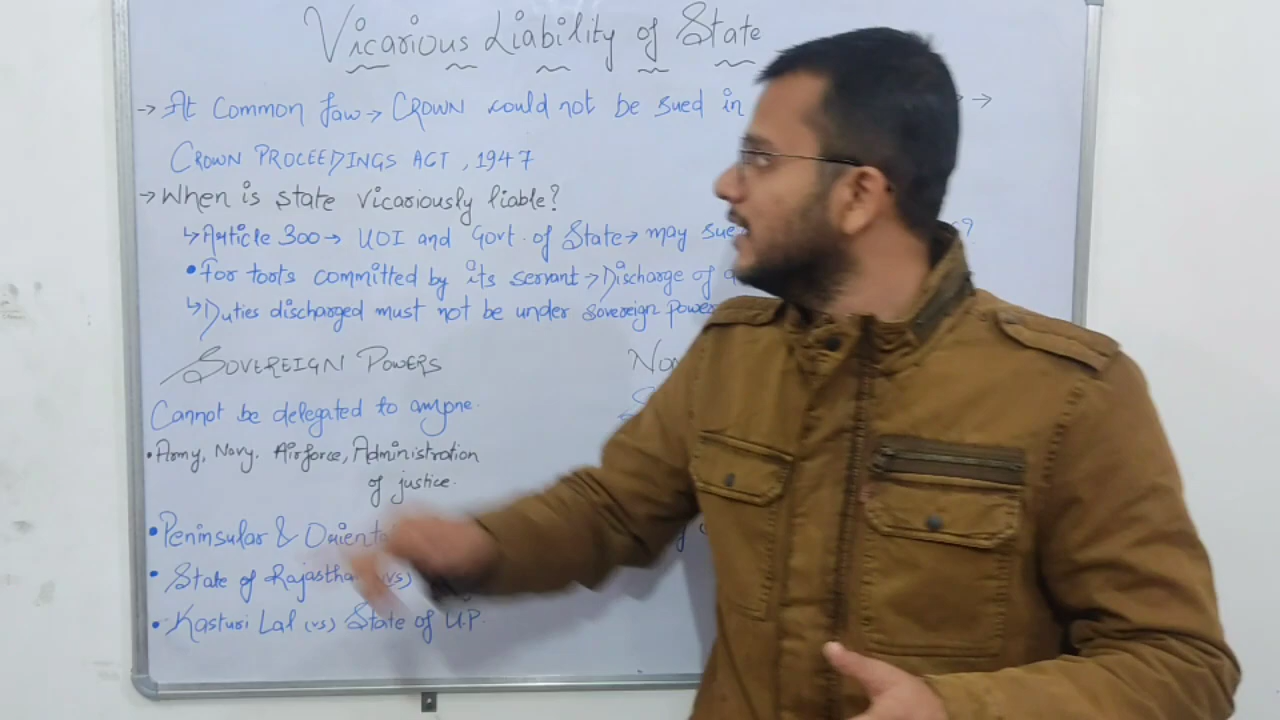 Vicarious Liability of State
→ At Common Law → CROWN could not be sued in →
CROWN PROCEEDINGS ACT, 1947
→ When is state vicariously liable?
↳ Article 300 → UOI and Govt. of State → may sue ?
• For torts committed by its servant → Discharge of
↳ Duties discharged must not be under sovereign power
SOVEREIGN POWERS
Cannot be delegated to anyone.
• Army, Navy. Airforce, Administration
of justice.
• Peninsular &
• State of (vs)
• Kasturi Lal (vs) State of U.P.